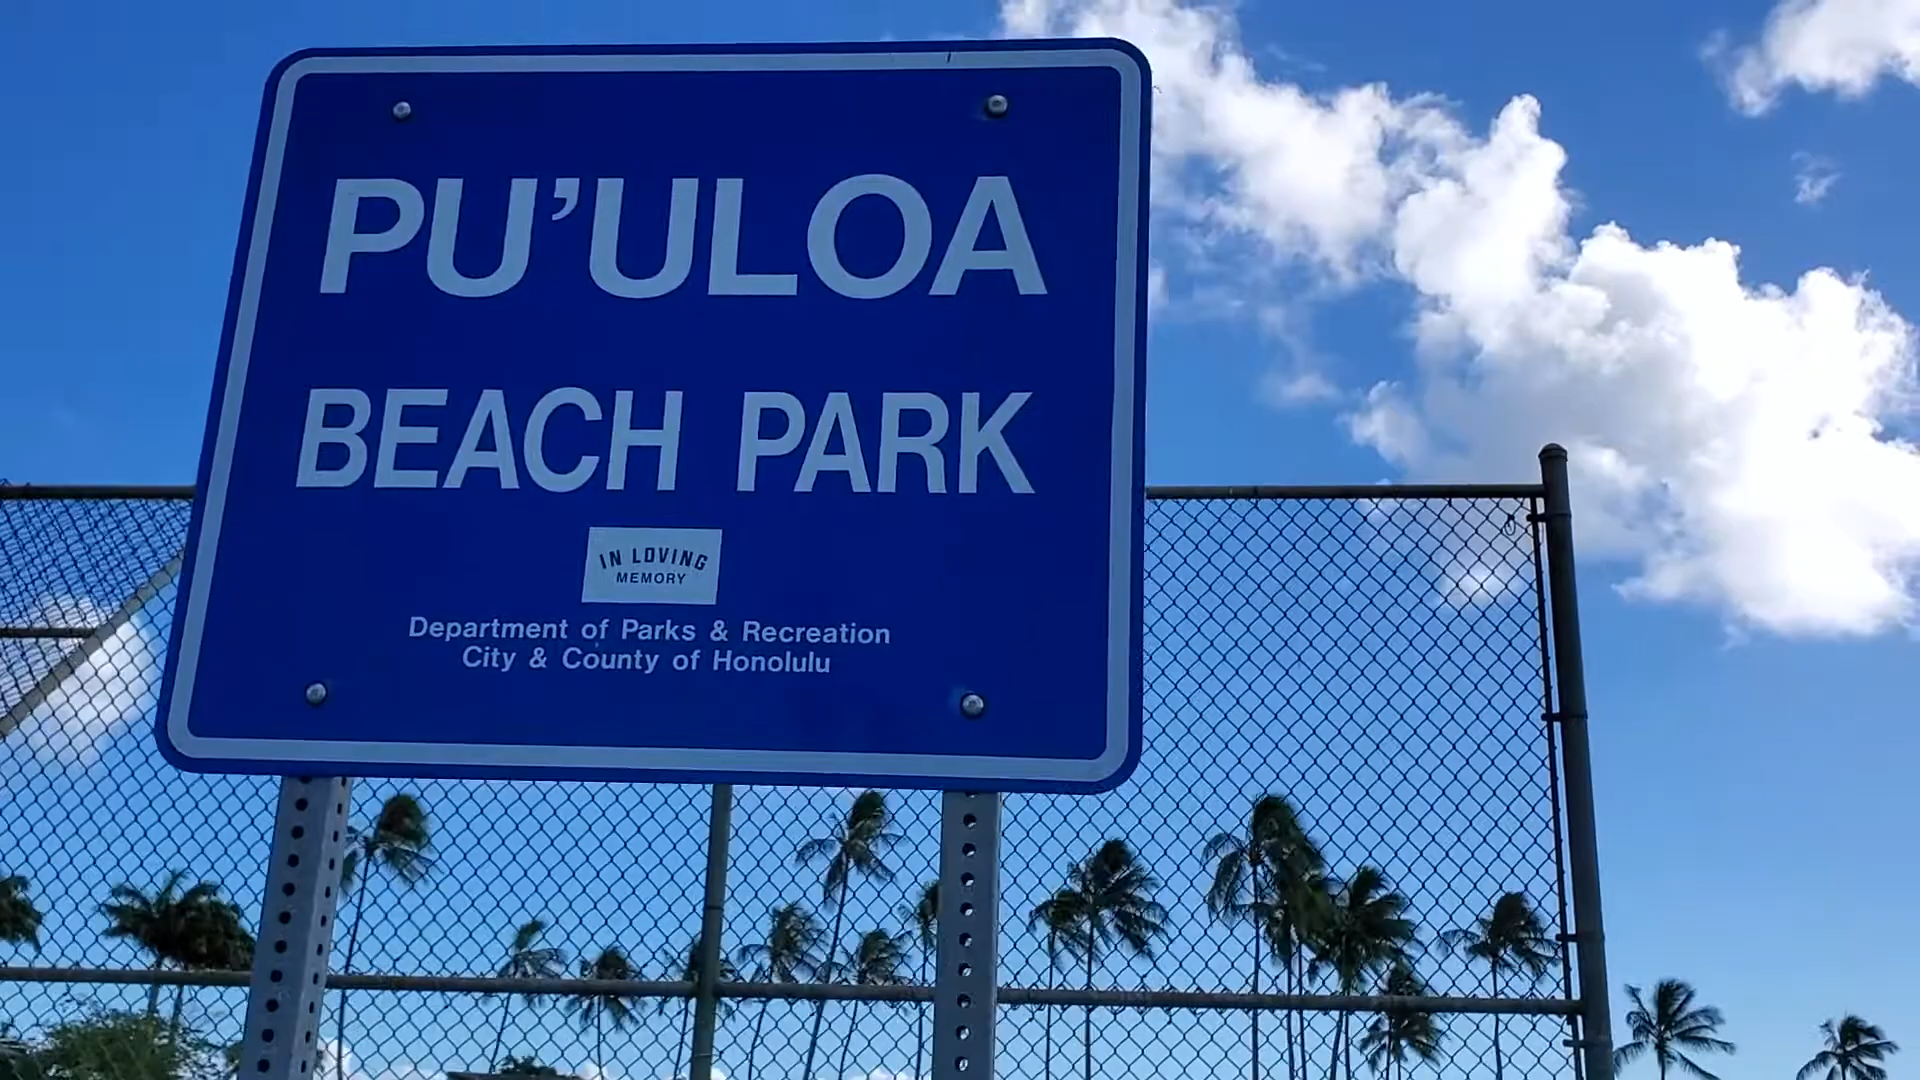 PU’ULOA
BEACH PARK
IN LOVING
MEMORY
Department of Parks & Recreation
City & County of Honolulu